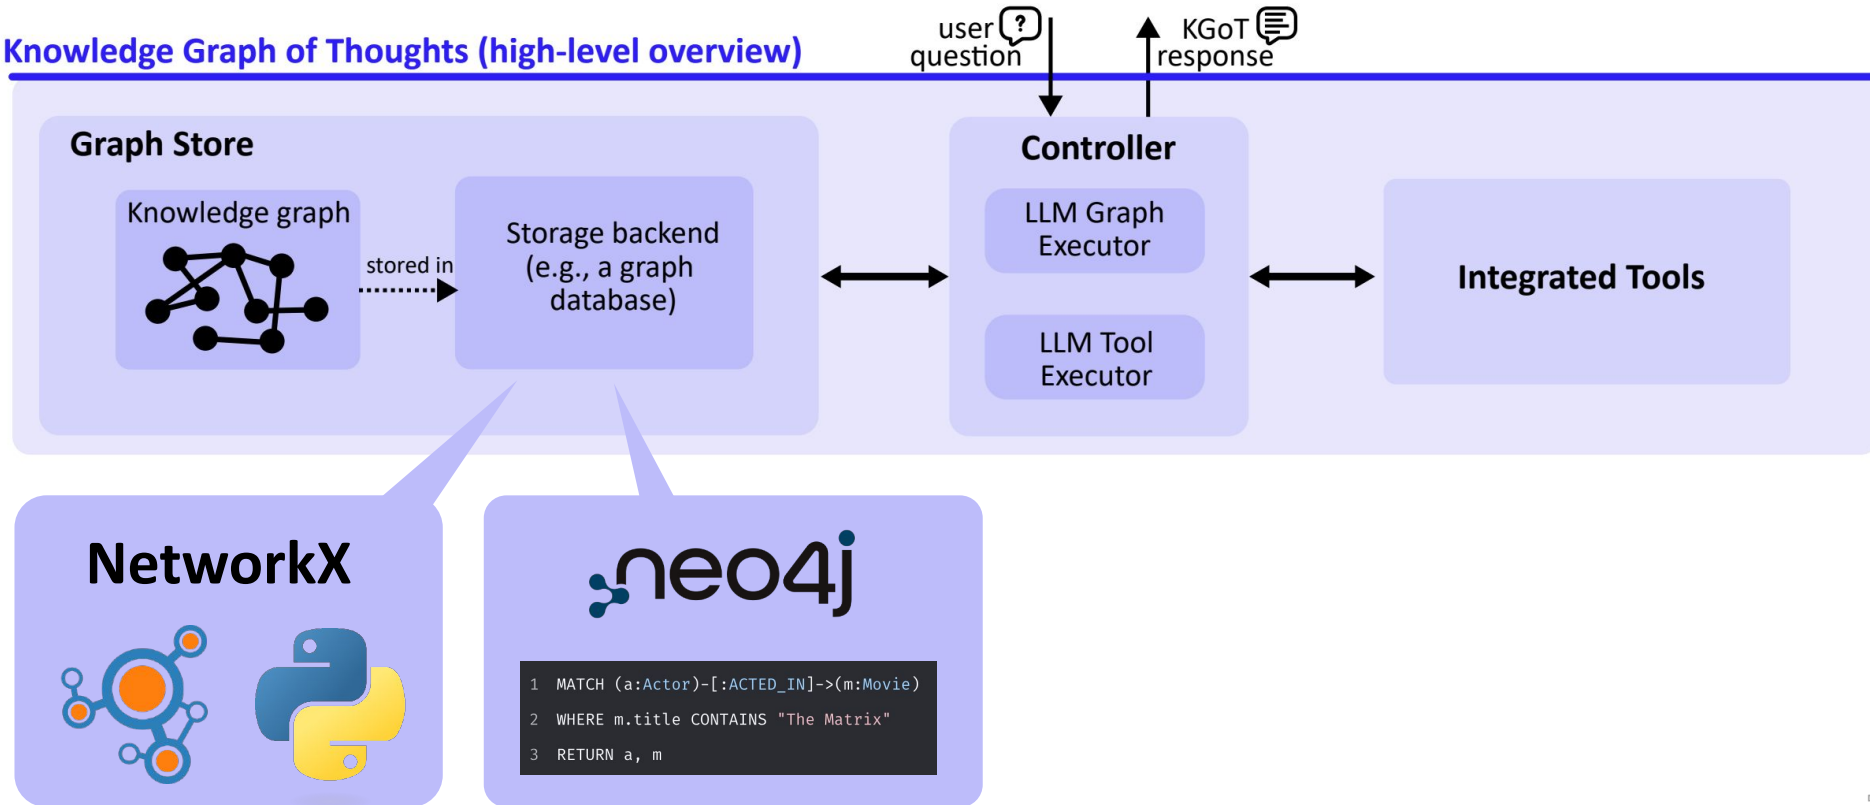 Knowledge Graph of Thoughts (high-level overview)
user
question
?
KGoT
response
Graph Store
Knowledge graph
stored in
Storage backend
(e.g., a graph
database)
Controller
LLM Graph
Executor
LLM Tool
Executor
Integrated Tools
NetworkX
neo4j
1 MATCH (a:Actor)-[:ACTED_IN]->(m:Movie)
2 WHERE m.title CONTAINS "The Matrix"
3 RETURN a, m